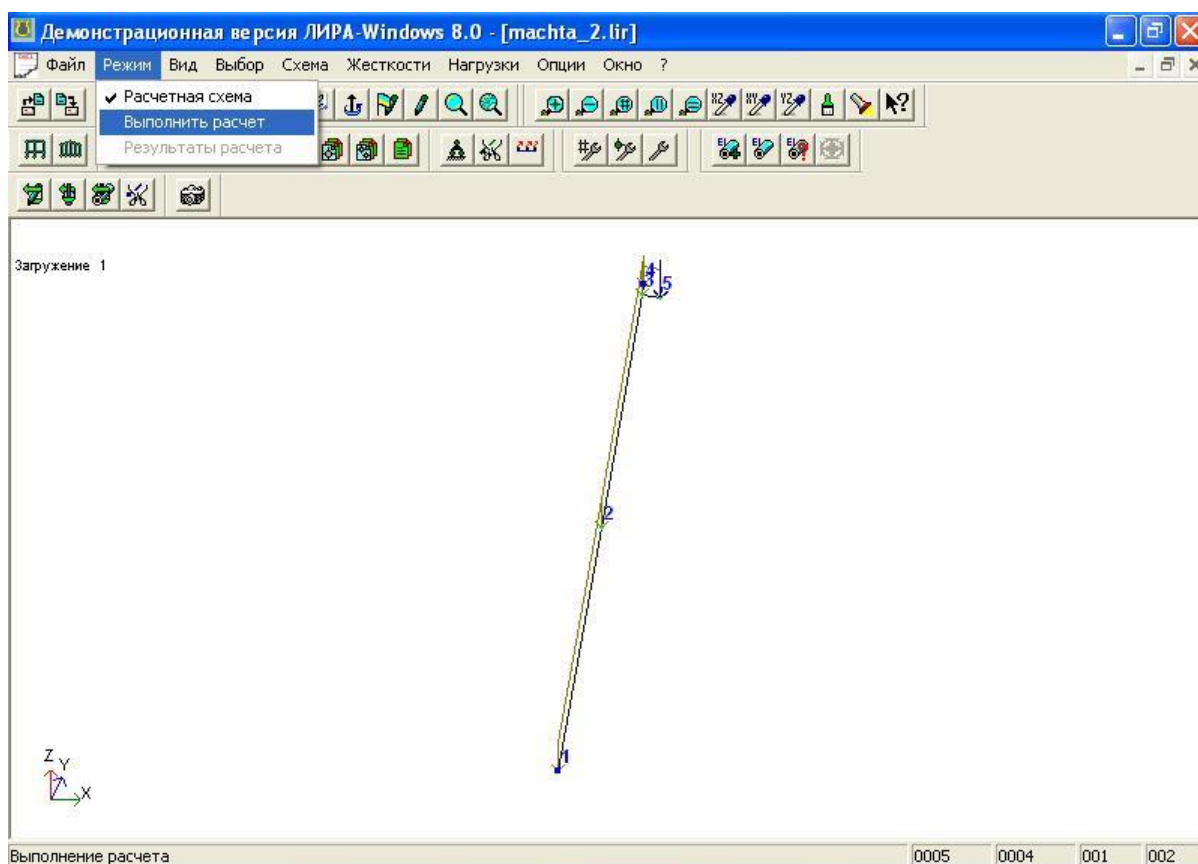 Демонстрационная версия ЛИРА-Windows 8.0 - [machta_2.lir]
Файл Режим Вид Выбор Схема Жесткости Нагрузки Опции Окно ?
✓ Расчетная схема
Выполнить расчет
Результаты расчета
Загружение 1
4
3
5
2
1
Z
Y
X
Выполнение расчета 0005 0004 001 002